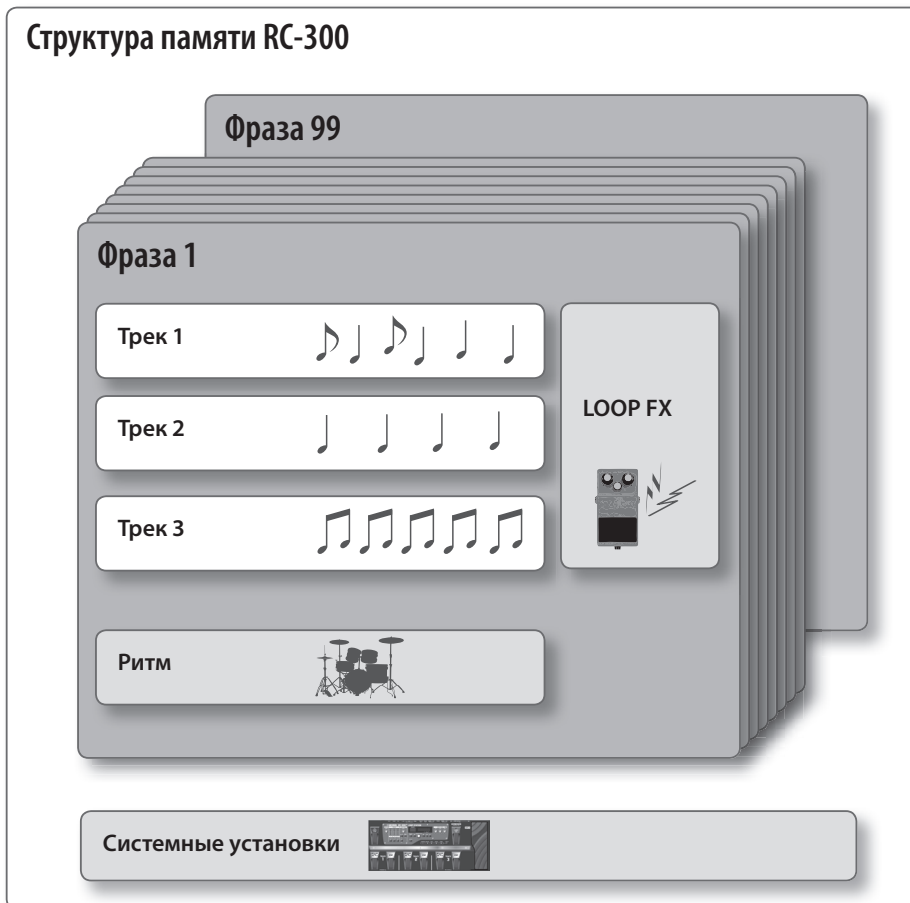 Структура памяти RC-300
Фраза 99
Фраза 1
Трек 1
LOOP FX
Трек 2
Трек 3
Ритм
Системные установки